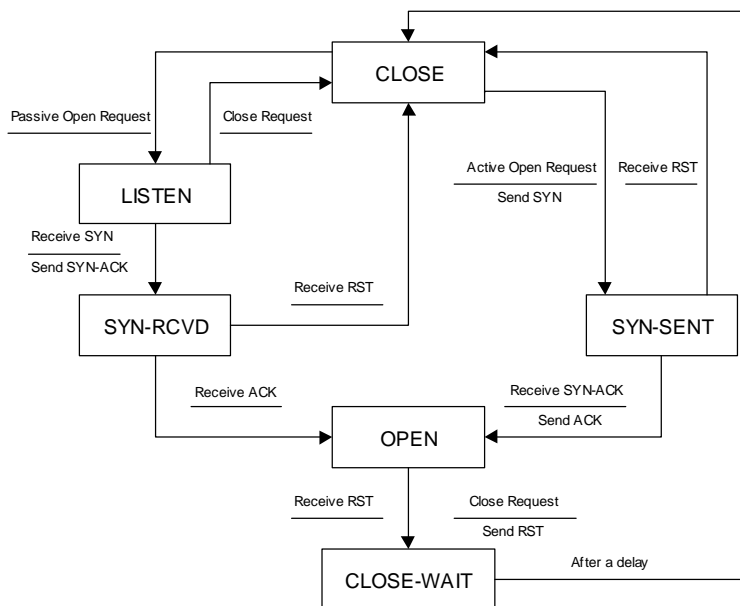 CLOSE
Passive Open Request
Close Request
Active Open Request
Send SYN
Receive RST
LISTEN
Receive SYN
Send SYN-ACK
Receive RST
SYN-RCVD
SYN-SENT
Receive ACK
Receive SYN-ACK
Send ACK
OPEN
Receive RST
Close Request
Send RST
CLOSE-WAIT
After a delay